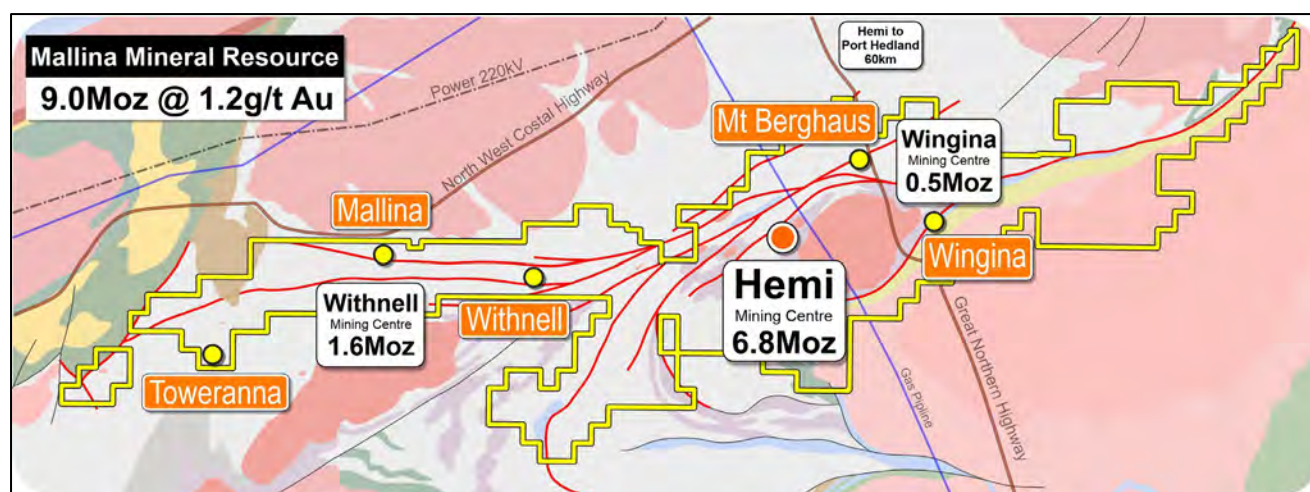 Mallina Mineral Resource
9.0Moz @ 1.2g/t Au
Power 220kV
North West Costal Highway
Hemi to
Port Hedland
60km
Mt Berghaus
Wingina
Mining Centre
0.5Moz
Mallina
Wingina
Hemi
Mining Centre
6.8Moz
Withnell
Mining Centre
1.6Moz
Withnell
Toweranna
Gas Pipline
Great Northern Highway